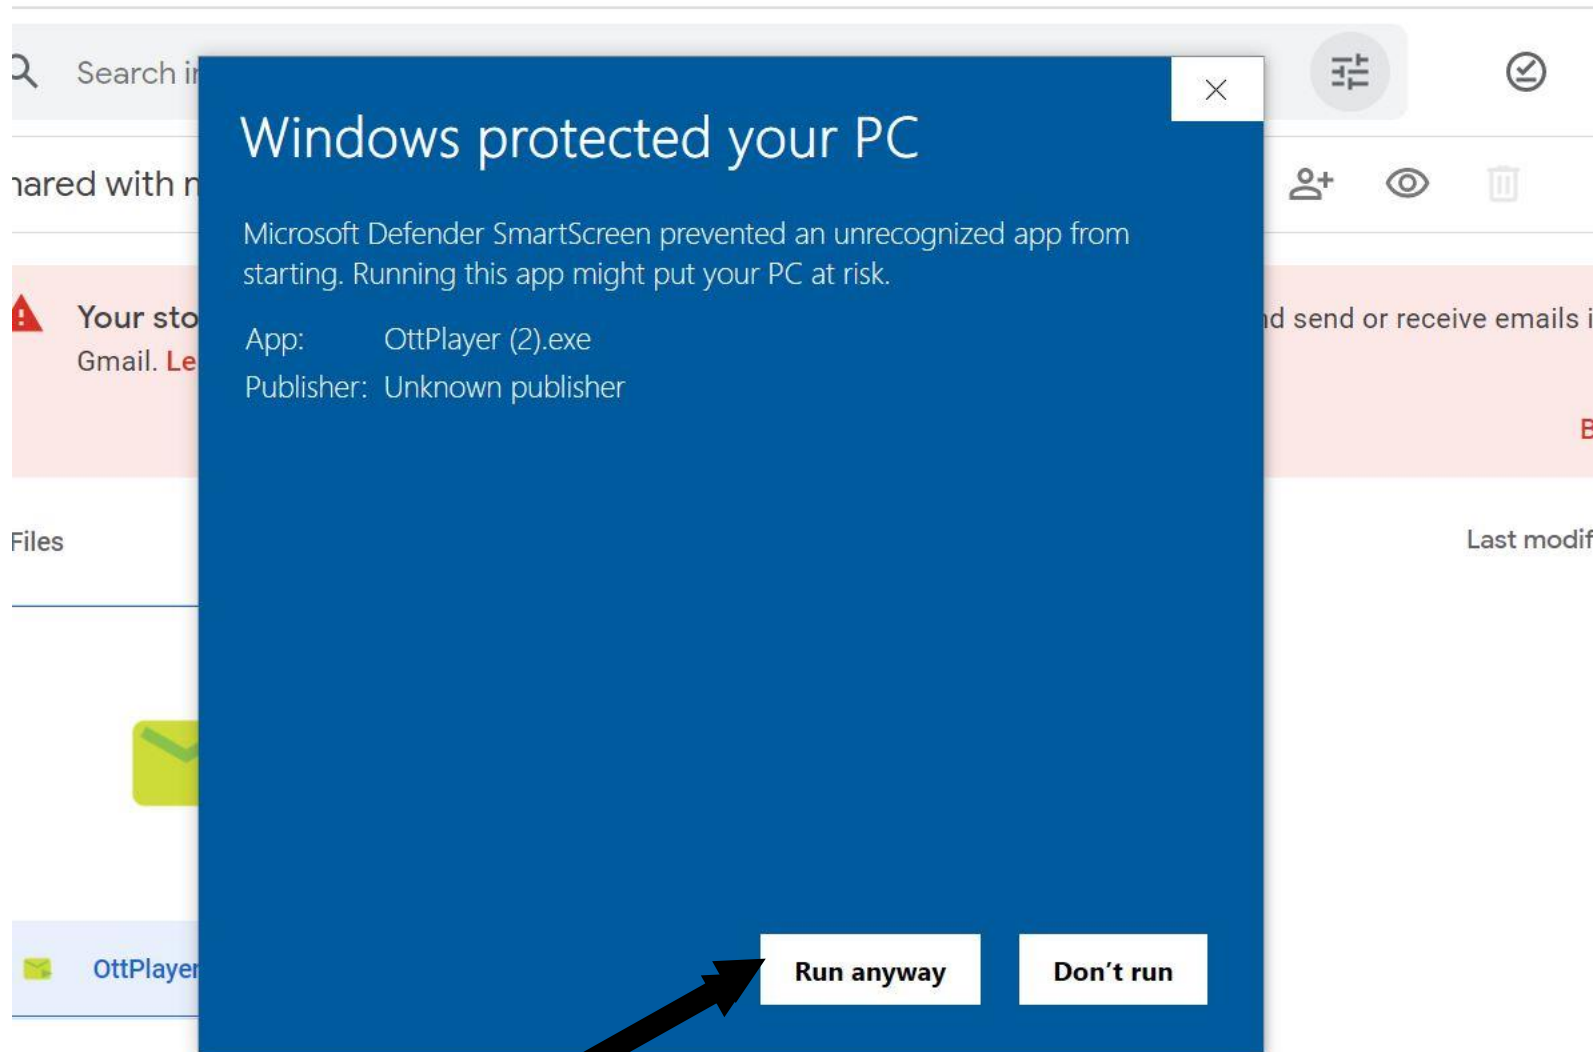 Search i
Windows protected your PC
hared with m
Microsoft Defender SmartScreen prevented an unrecognized app from
starting. Running this app might put your PC at risk.
Your sto
nd send or receive emails i
App: OttPlayer (2).exe
Gmail. Le
Publisher: Unknown publisher
B
Files
Last modif
OttPlayer
Run anyway
Don't run